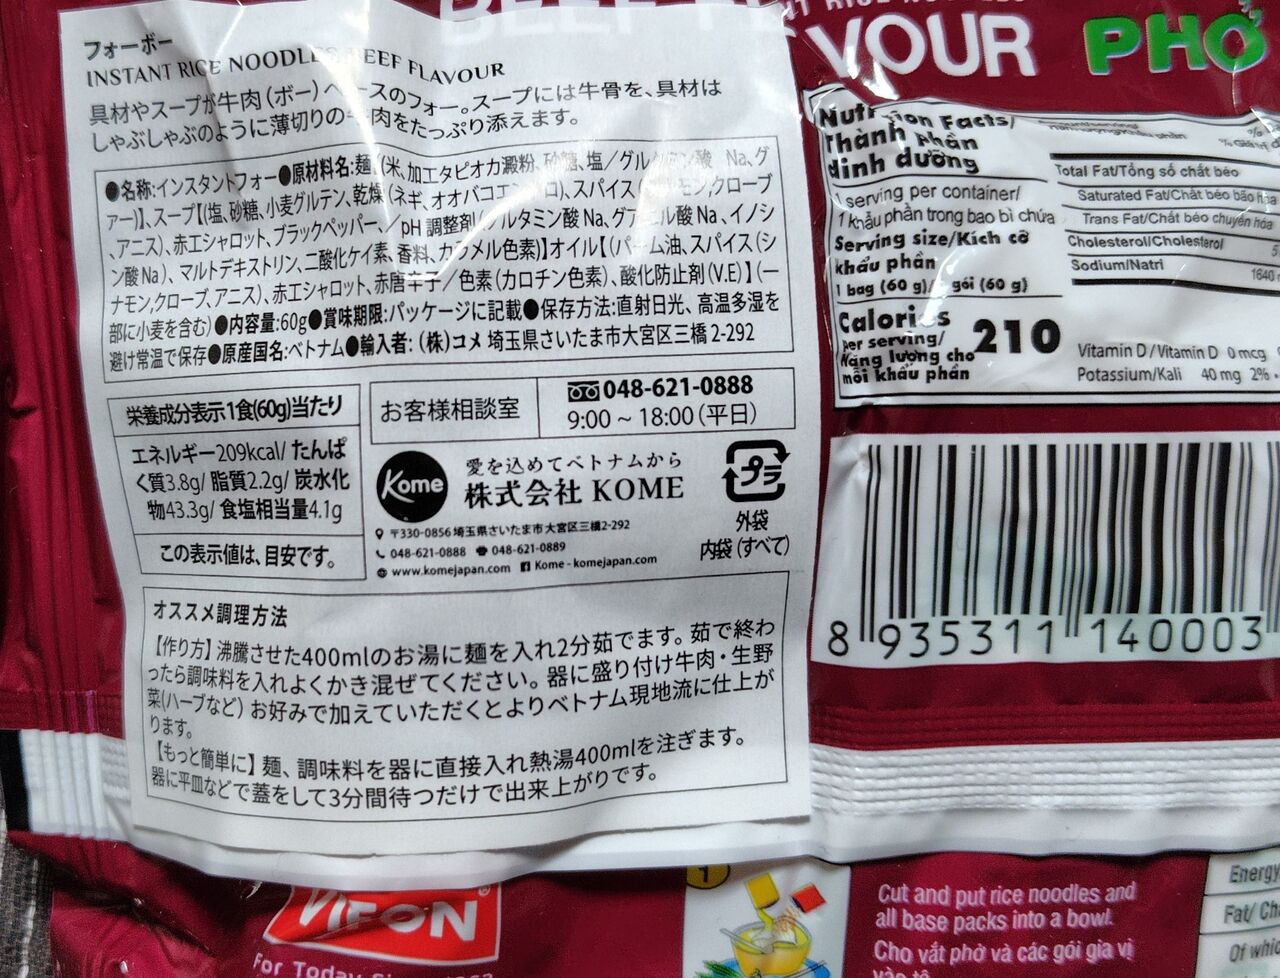 フォーボー
INSTANT RICE NOODLES BEEF FLAVOUR
具材やスープが牛肉（ボー）ベースのフォー。スープには牛骨を、具材は
しゃぶしゃぶのように薄切りの牛肉をたっぷり添えます。
●名称:インスタントフォー●原材料名:麺【(米、加工タピオカ澱粉、砂糖、塩／グルタミン酸 Na、グ
アー)】、スープ【(塩、砂糖、小麦グルテン、乾燥(ネギ、オオバコエンドロ)、スパイス(シナモン、クローブ
、アニス)、赤エシャロット、ブラックペッパー、／pH調整剤(グルタミン酸 Na、グアニル酸 Na、イノシ
ン酸 Na)、マルトデキストリン、二酸化ケイ素、香料、カラメル色素)】オイル【(パーム油、スパイス(シ
ナモン,クローブ、アニス)、赤エシャロット、赤唐辛子／色素(カロチン色素)、酸化防止剤(V.E)】(一
部に小麦を含む)●内容量:60g●賞味期限:パッケージに記載●保存方法:直射日光、高温多湿を
避け常温で保存●原産国名:ベトナム●輸入者:(株)コメ 埼玉県さいたま市大宮区三橋 2-292
栄養成分表示1食(60g)当たり
エネルギー209kcal/ たんぱ
く質3.8g/ 脂質2.2g/ 炭水化
物43.3g/ 食塩相当量4.1g
この表示値は、目安です。
お客様相談室
048-621-0888
9:00 ~ 18:00 (平日)
Kome
愛を込めてベトナムから
株式会社 KOME
〒330-0856 埼玉県さいたま市大宮区三橋2-292
048-621-0888 048-621-0889
www.komejapan.com Kome - komejapan.com
プラ
外袋
内袋 (すべて)
オススメ調理方法
【作り方】沸騰させた400mlのお湯に麺を入れ2分茹でます。茹で終わ
ったら調味料を入れよくかき混ぜてください。器に盛り付け牛肉・生野
菜(ハーブなど) お好みで加えていただくとよりベトナム現地流に仕上が
ります。
【もっと簡単に】麺、調味料を器に直接入れ熱湯400mlを注ぎます。
器に平皿などで蓋をして3分間待つだけで出来上がりです。
VOUR PHỞ
Nutrition Facts/
Thành phần
dinh dưỡng
1 serving per container/
1 khẩu phần trong bao bì chứa
Serving size/Kích cỡ
khẩu phần
1 bag (60 g)/ gói (60 g)
Calories
per serving/
Năng lượng cho
mỗi khẩu phần
210
Total Fat/Tổng số chất béo
Saturated Fat/Chất béo bão hòa
Trans Fat/Chất béo chuyển hóa
Cholesterol/Cholesterol
Sodium/Natri 1640
Vitamin D/Vitamin D 0 mcg
Potassium/Kali 40 mg 2%
8 935311 140003
VIFON
®
For Today
1
Cut and put rice noodles and
all base packs into a bowl.
Cho vắt phở và các gói gia vị
vào tô
Energy
Fat/
Of which